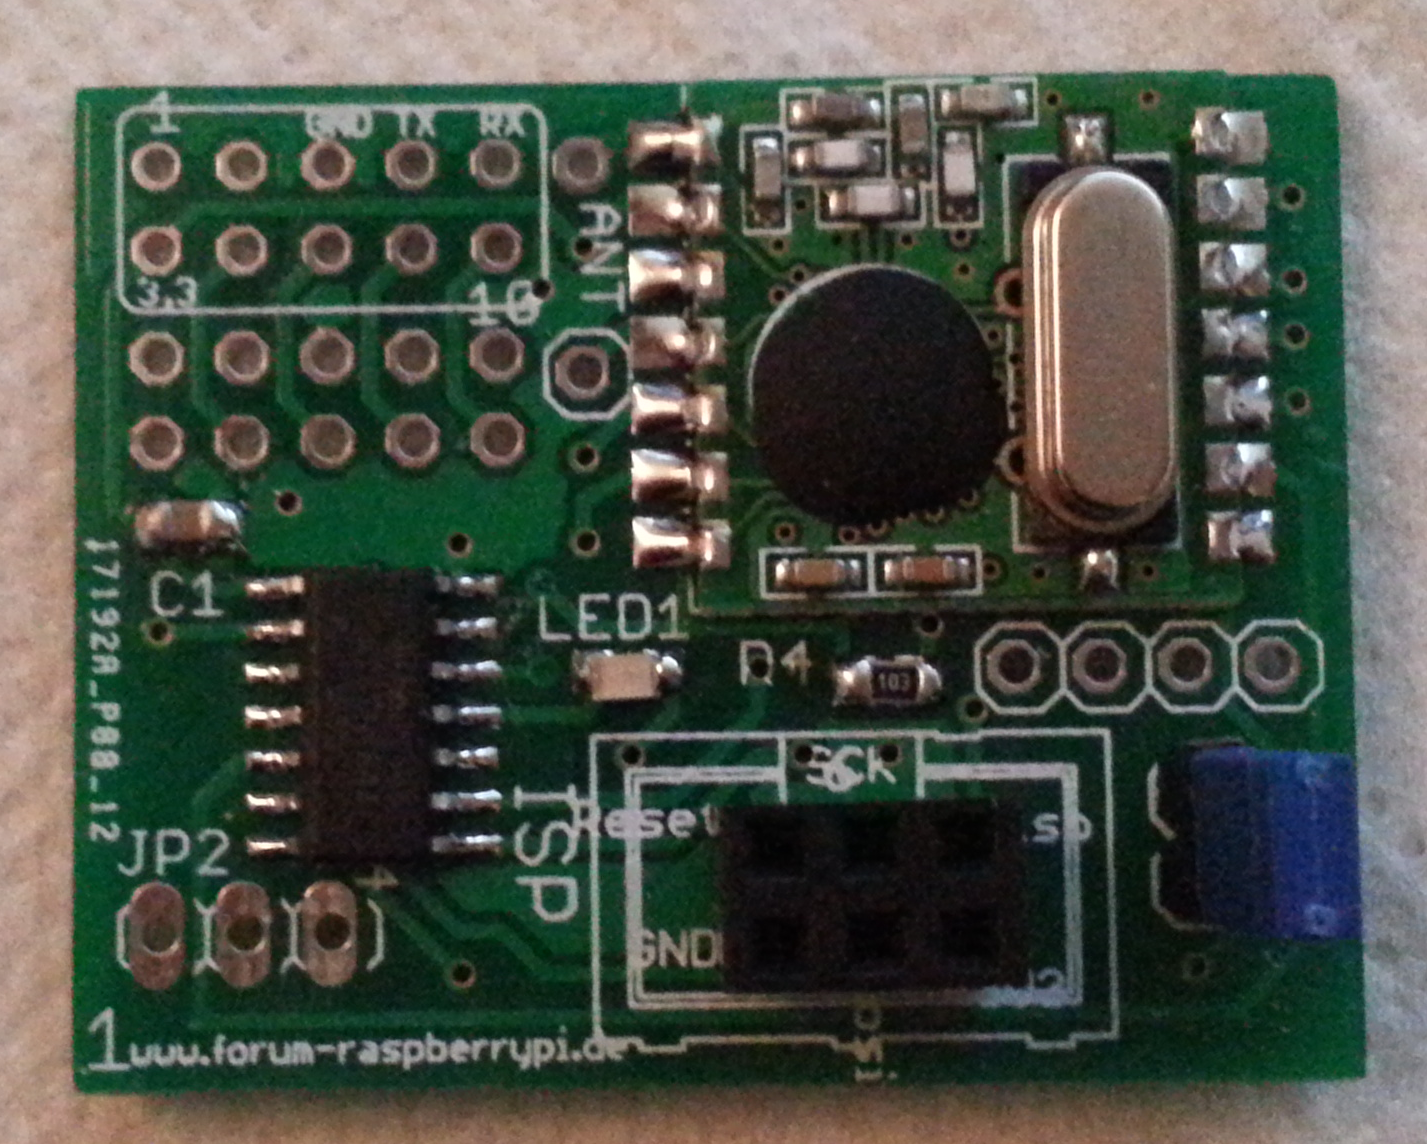 1 GND TX RX
3.3 10
ANT
C1
LED1
R4
103
17192A_P88_12
JP2
ISP
SCK
Reset
GND
1
www.forum-raspberrypi.de